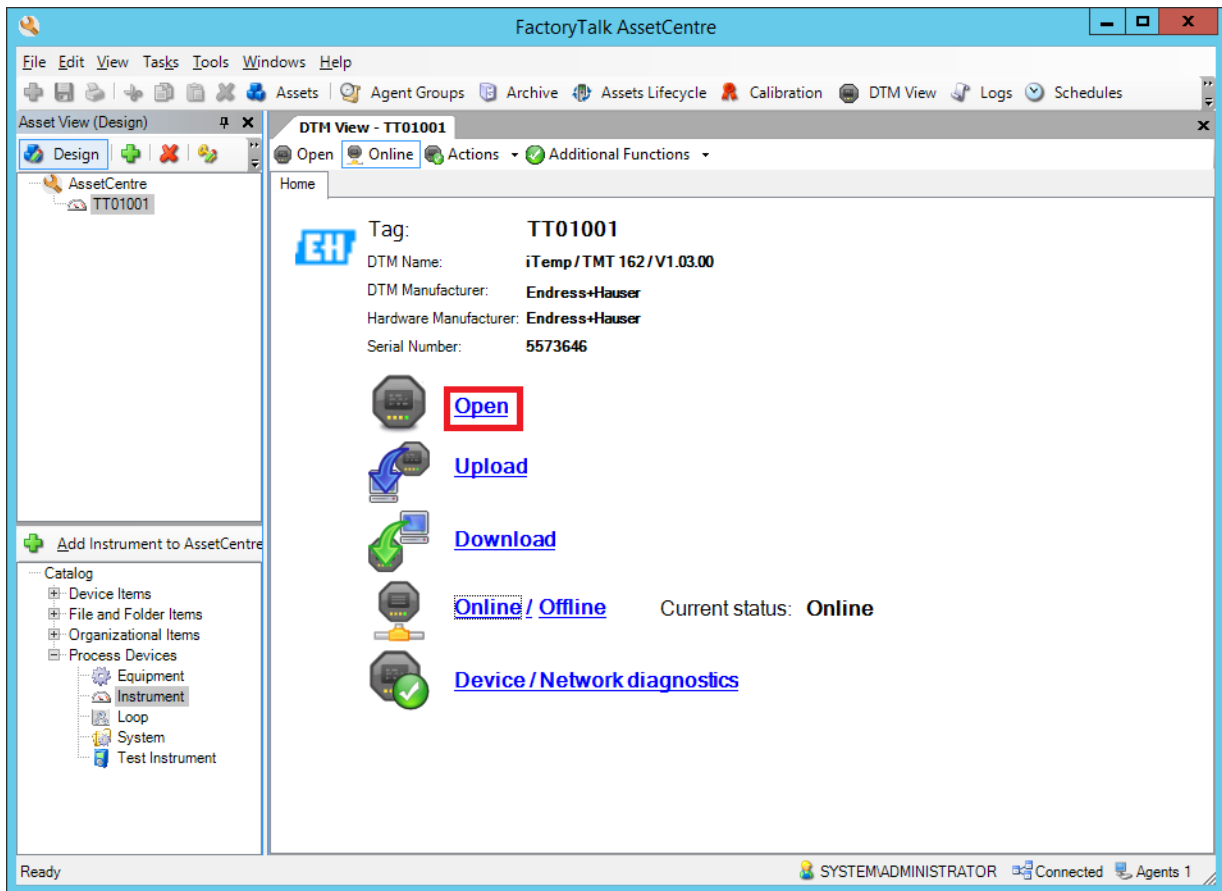 FactoryTalk AssetCentre
File Edit View Tasks Tools Windows Help
Assets Agent Groups Archive Assets Lifecycle Calibration DTM View Logs Schedules
Asset View (Design)
Design
AssetCentre
TT01001
Add Instrument to AssetCentre
Catalog
Device Items
File and Folder Items
Organizational Items
Process Devices
Equipment
Instrument
Loop
System
Test Instrument
DTM View - TT01001
Open Online Actions Additional Functions
Home
EH
Tag: TT01001
DTM Name: iTemp / TMT 162 / V1.03.00
DTM Manufacturer: Endress+Hauser
Hardware Manufacturer: Endress+Hauser
Serial Number: 5573646
Open
Upload
Download
Online / Offline Current status: Online
Device / Network diagnostics
Ready SYSTEM\ADMINISTRATOR Connected Agents 1